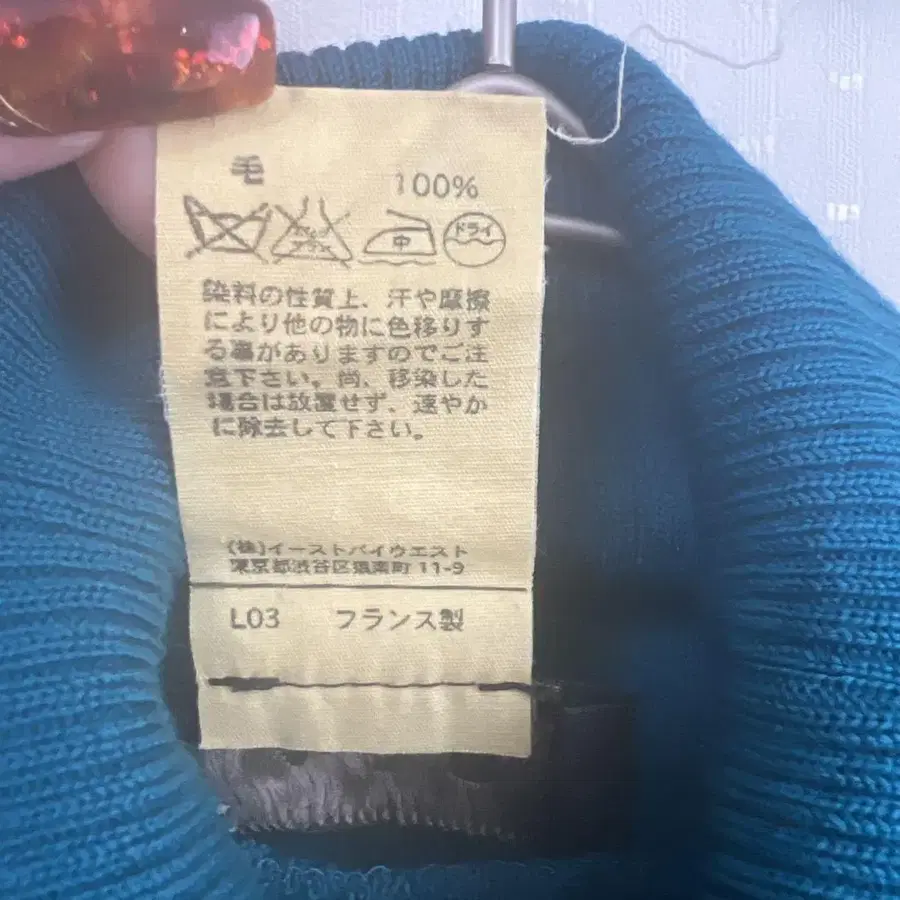 毛
100%
中 ドライ
染料の性質上、汗や摩擦
により他の物に色移りす
る事がありますのでご注
意下さい。尚、移染した
場合は放置せず、速やか
に除去して下さい。
(株)イーストバイウエスト
東京都渋谷区猿楽町 11-9
L03 フランス製